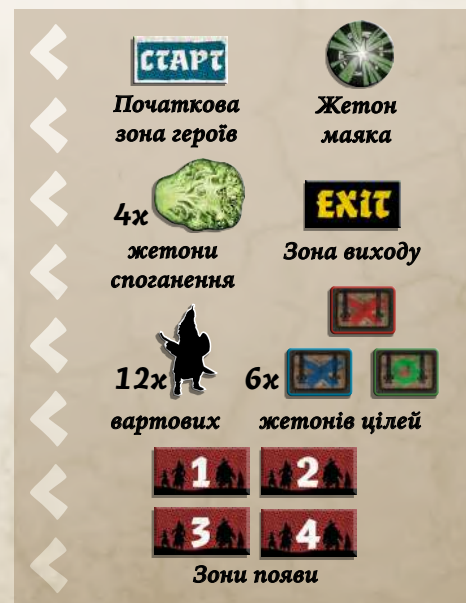 СТАРТ
Початкова
зона героїв
Жетон
маяка
4x
жетони
споганення
EXIT
Зона виходу
12x
вартових
6x
жетонів цілей
1 2
3 4
Зони появи